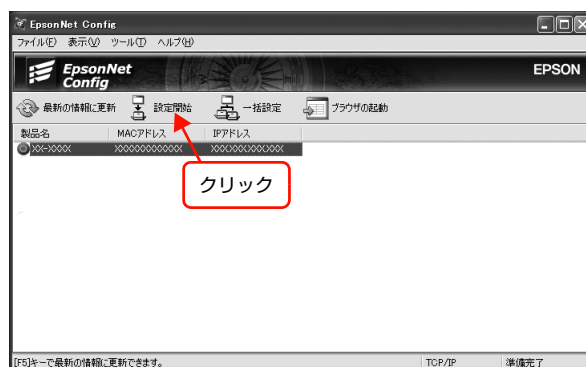 EpsonNet Config
ファイル(F) 表示(V) ツール(T) ヘルプ(H)
EpsonNet
Config
EPSON
最新の情報に更新 設定開始 一括設定 ブラウザの起動
製品名 MACアドレス IPアドレス
XX-XXXX XXXXXXXXXXXX XXX.XXX.XXX.XXX
クリック
[F5]キーで最新の情報に更新できます。 TCP/IP 準備完了